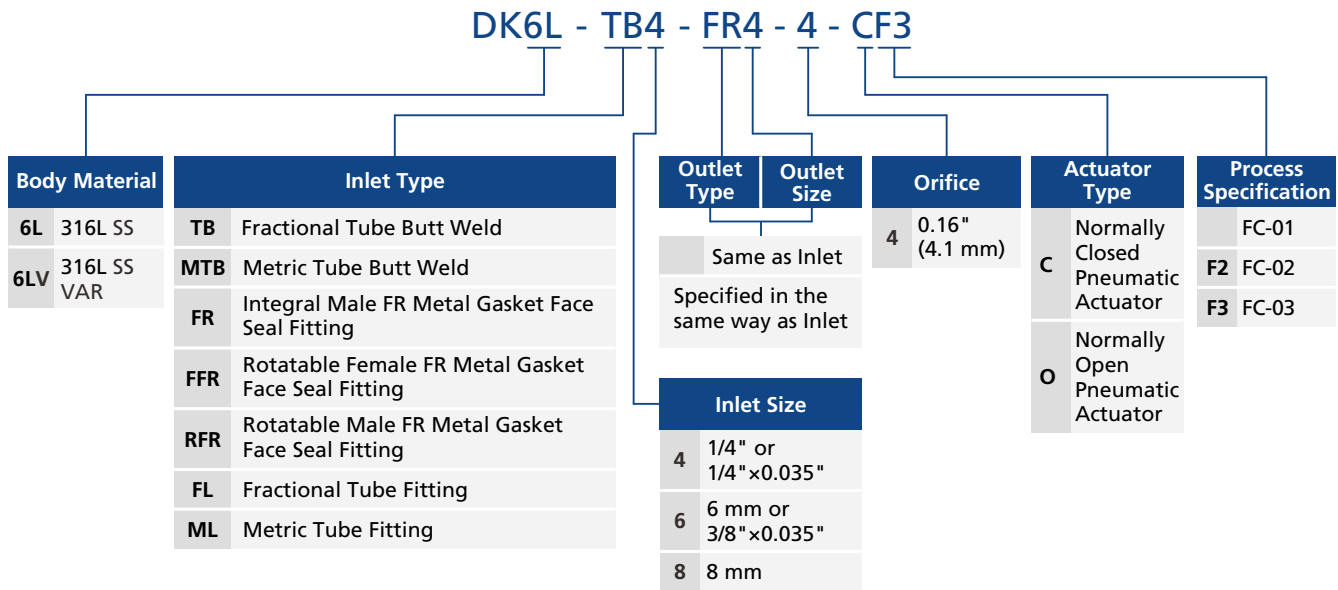 DK6L - TB4 - FR4 - 4 - CF3
Body Material
6L 316L SS
6LV 316L SS
VAR
Inlet Type
TB Fractional Tube Butt Weld
MTB Metric Tube Butt Weld
FR Integral Male FR Metal Gasket Face
Seal Fitting
FFR Rotatable Female FR Metal Gasket
Face Seal Fitting
RFR Rotatable Male FR Metal Gasket
Face Seal Fitting
FL Fractional Tube Fitting
ML Metric Tube Fitting
Outlet
Type
Outlet
Size
Same as Inlet
Specified in the
same way as Inlet
Inlet Size
4 1/4" or
1/4"×0.035"
6 6 mm or
3/8"×0.035"
8 8 mm
Orifice
4 0.16"
(4.1 mm)
Actuator
Type
C Normally
Closed
Pneumatic
Actuator
O Normally
Open
Pneumatic
Actuator
Process
Specification
FC-01
F2 FC-02
F3 FC-03